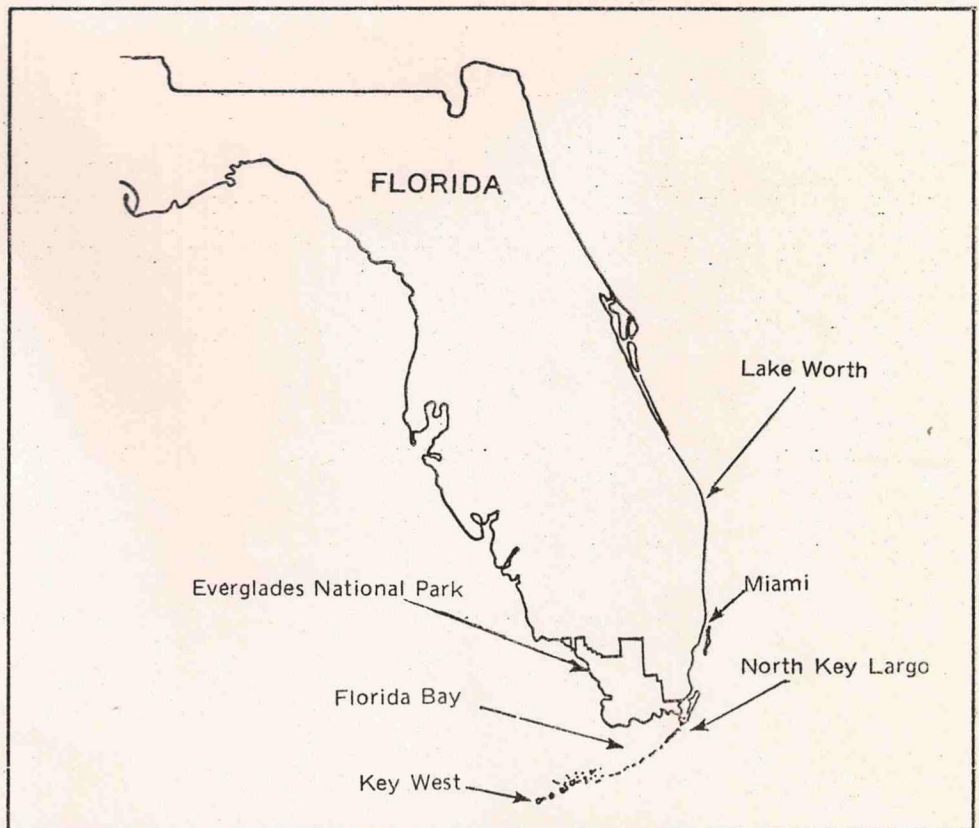 FLORIDA
Lake Worth
Everglades National Park
Miami
North Key Largo
Florida Bay
Key West